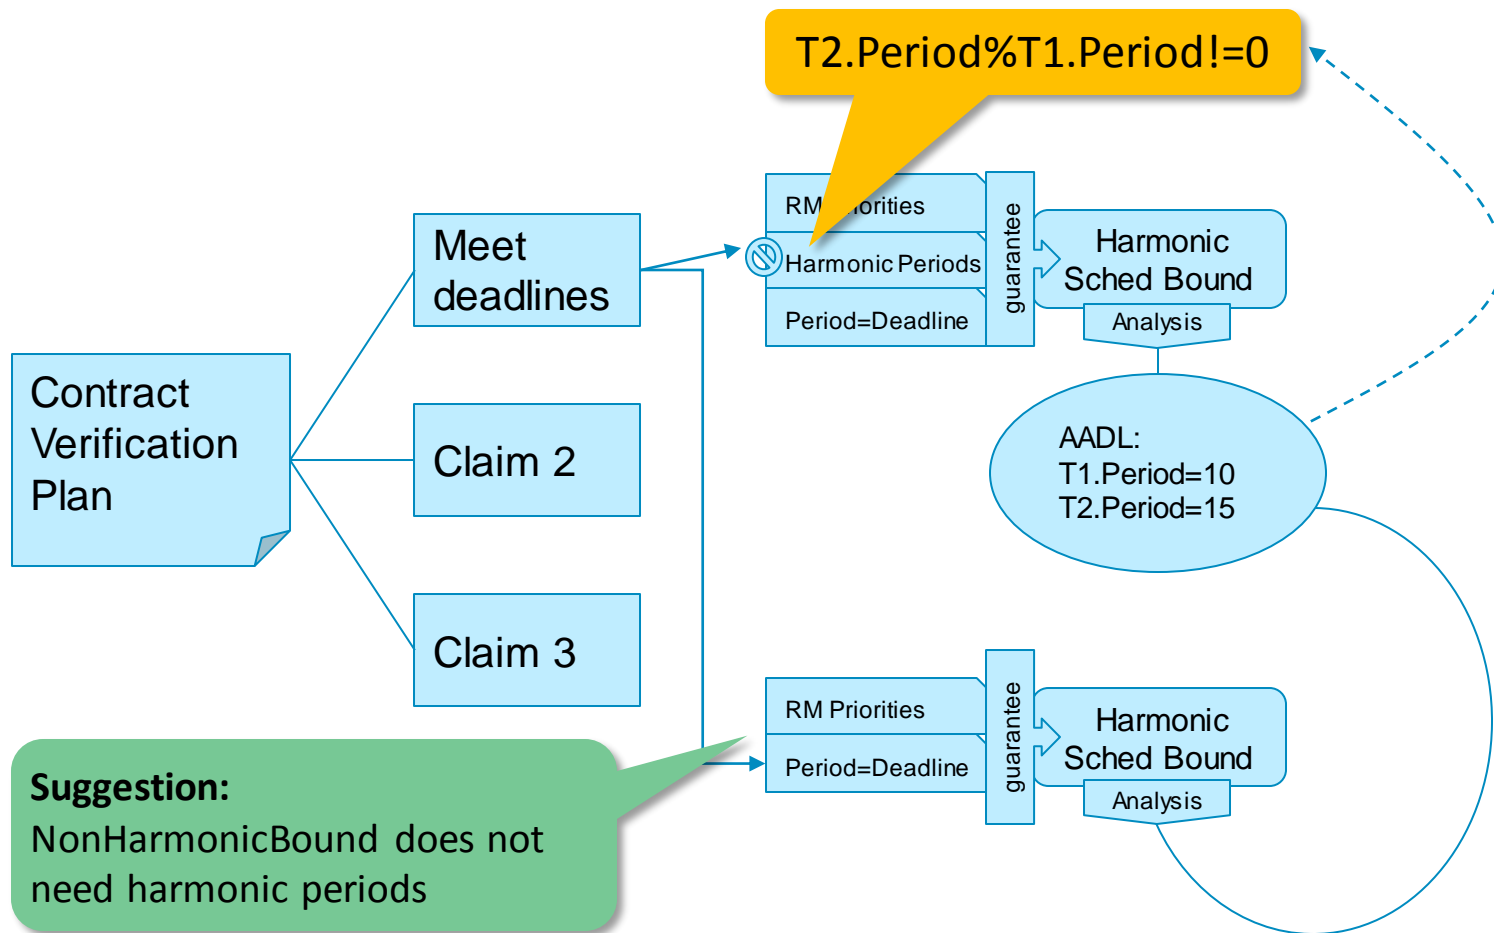 T2.Period%T1.Period!=0
RM Priorities
Harmonic Periods
Period=Deadline
guarantee
Harmonic
Sched Bound
Analysis
Meet
deadlines
Contract
Verification
Plan
Claim 2
Claim 3
AADL:
T1.Period=10
T2.Period=15
RM Priorities
Period=Deadline
guarantee
Harmonic
Sched Bound
Analysis
Suggestion:
NonHarmonicBound does not
need harmonic periods